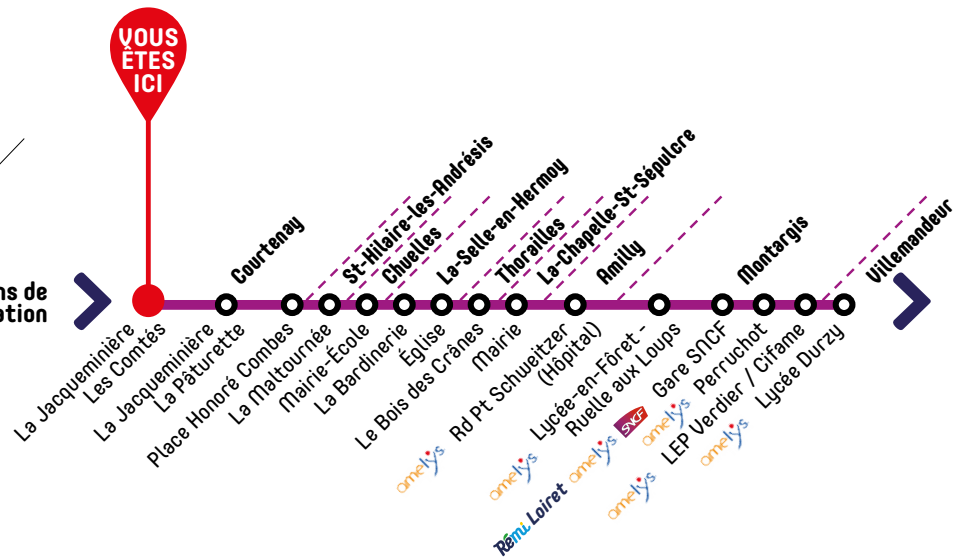 VOUS
ÊTES
ICI
ns de
ation
Courtenay
St-Hilaire-les-Andrésis
Chuelles
La-Selle-en-Hermoy
Thorailles
La-Chapelle-St-Sépulcre
Amilly
Montargis
Villemandeur
La Jacqueminière
Les Comtés
La Jacqueminière
La Pâturette
Place Honoré Combes
La Maltournée
Mairie-École
La Bardinerie
Église
Le Bois des Crânes
Mairie
Rd Pt Schweitzer
(Hôpital)
amelys
Lycée-en-Fôret -
Ruelle aux Loups
amelys
Gare SNCF
SNCF
amelys
Rémi Loiret
Perruchot
amelys
LEP Verdier / Cifame
amelys
Lycée Durzy
amelys